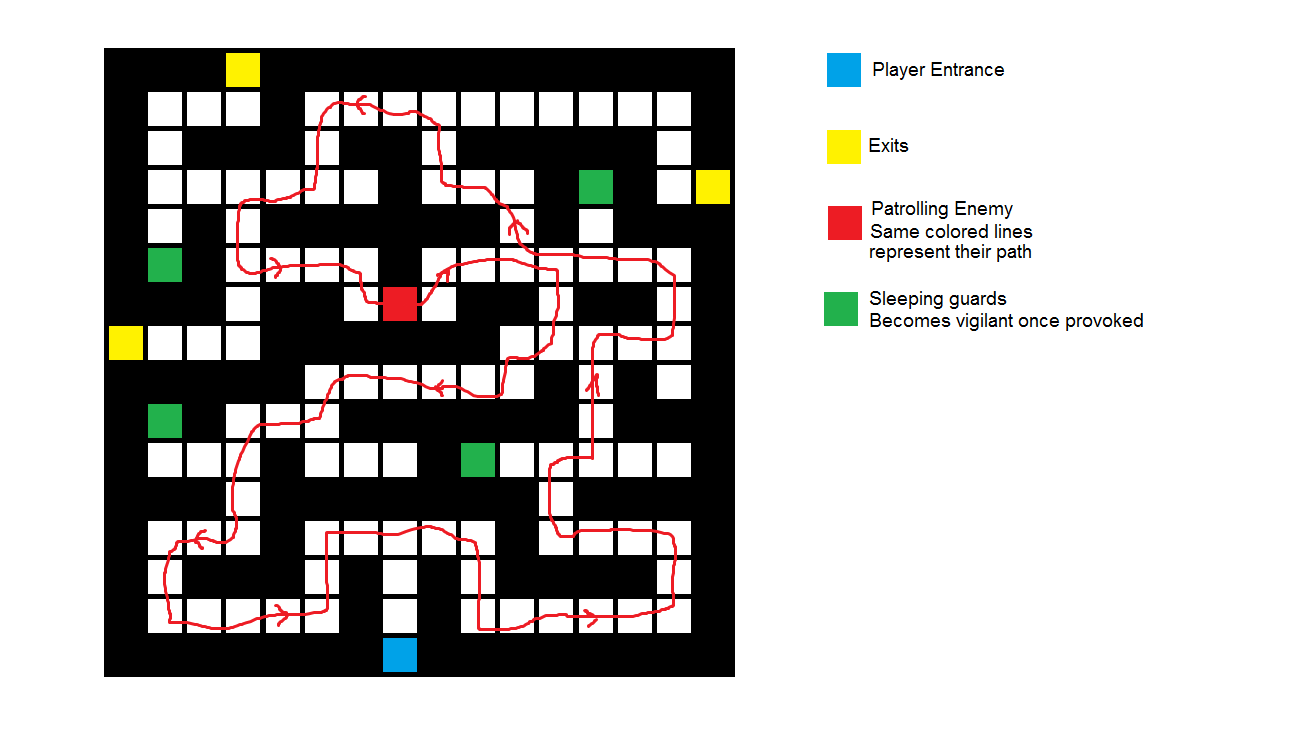 Player Entrance
Exits
Patrolling Enemy
Same colored lines
represent their path
Sleeping guards
Becomes vigilant once provoked